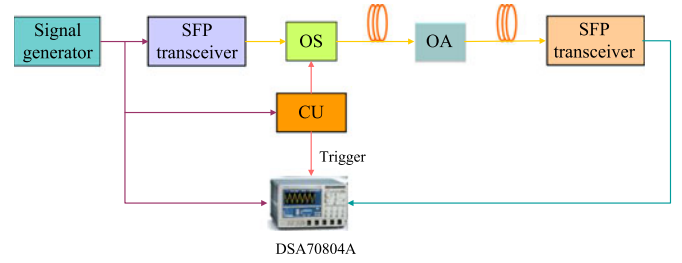 Signal
generator
SFP
transceiver
OS
OA
SFP
transceiver
CU
Trigger
DSA70804A